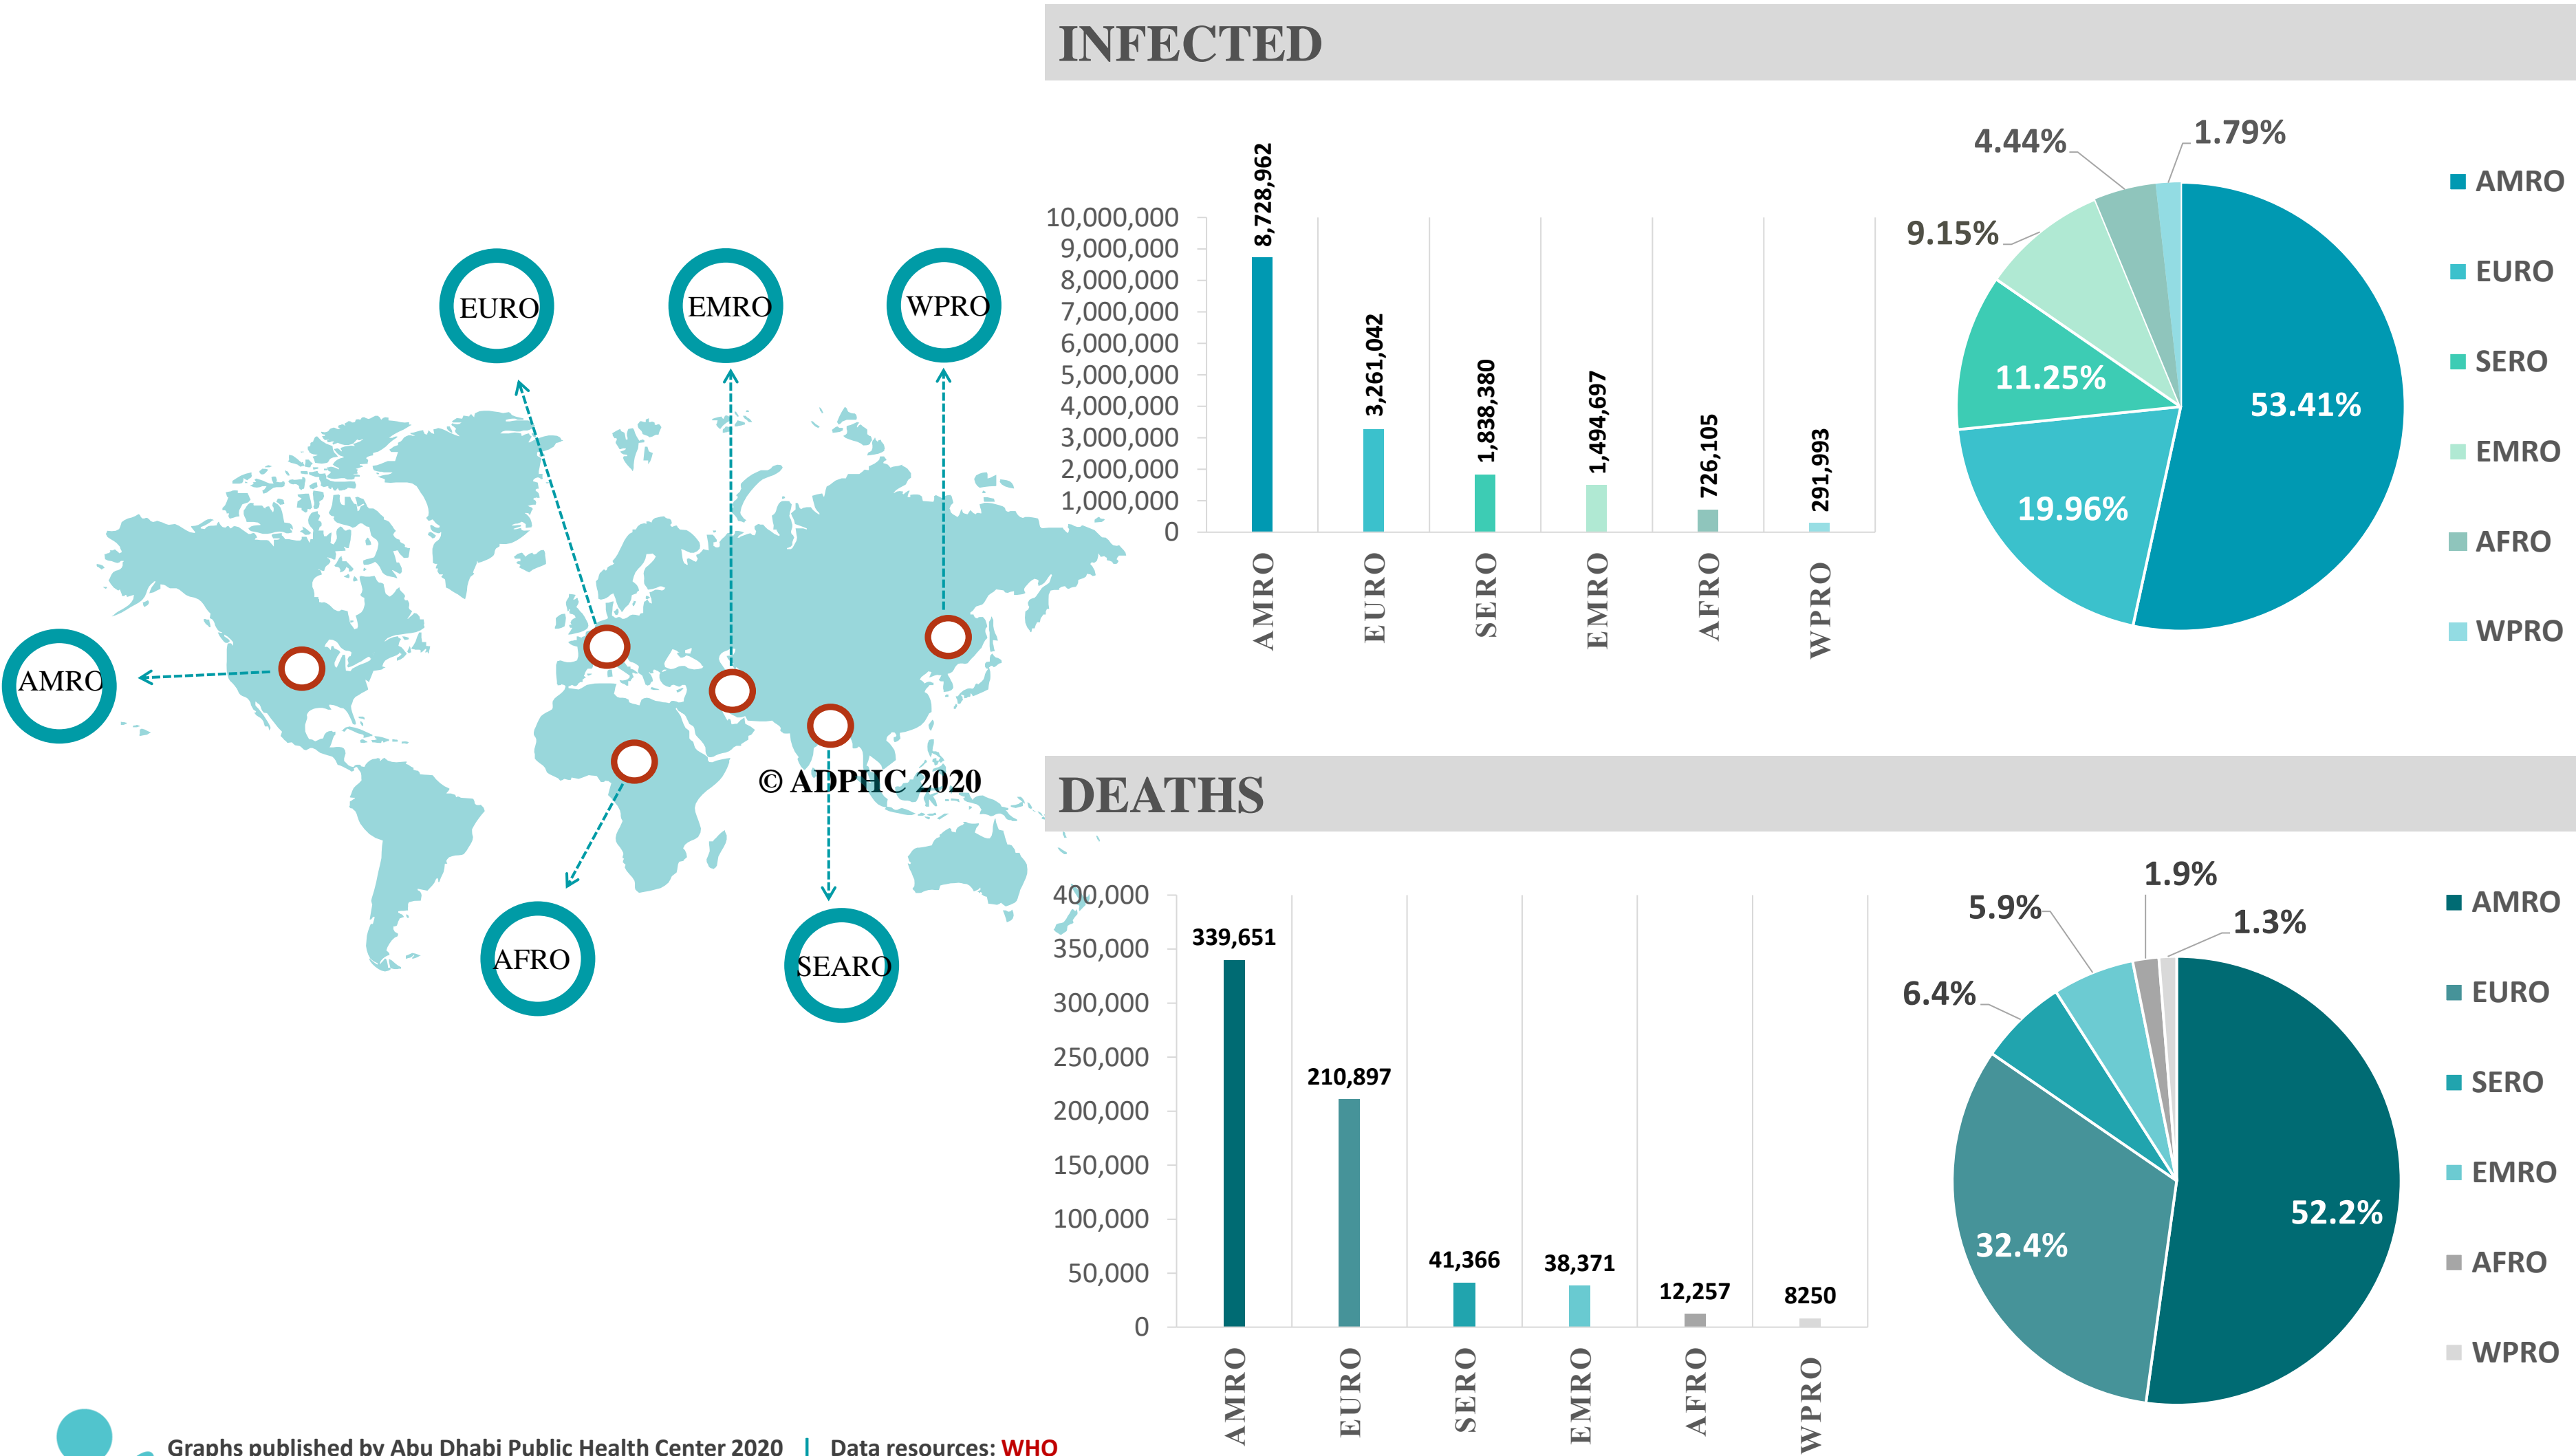 EURO
EMRO
WPRO
AMRO
© ADPHC 2020
AFRO
SEARO
INFECTED
10,000,000
9,000,000
8,000,000
7,000,000
6,000,000
5,000,000
4,000,000
3,000,000
2,000,000
1,000,000
0
8,728,962
3,261,042
1,838,380
1,494,697
726,105
291,993
AMRO
EURO
SERO
EMRO
AFRO
WPRO
4.44%
1.79%
9.15%
11.25%
53.41%
19.96%
AMRO
EURO
SERO
EMRO
AFRO
WPRO
DEATHS
400,000
350,000
300,000
250,000
200,000
150,000
100,000
50,000
0
339,651
210,897
41,366
38,371
12,257
8250
AMRO
EURO
SERO
EMRO
AFRO
WPRO
1.9%
5.9%
1.3%
6.4%
52.2%
32.4%
AMRO
EURO
SERO
EMRO
AFRO
WPRO
Graphs published by Abu Dhabi Public Health Center 2020 | Data resources: WHO